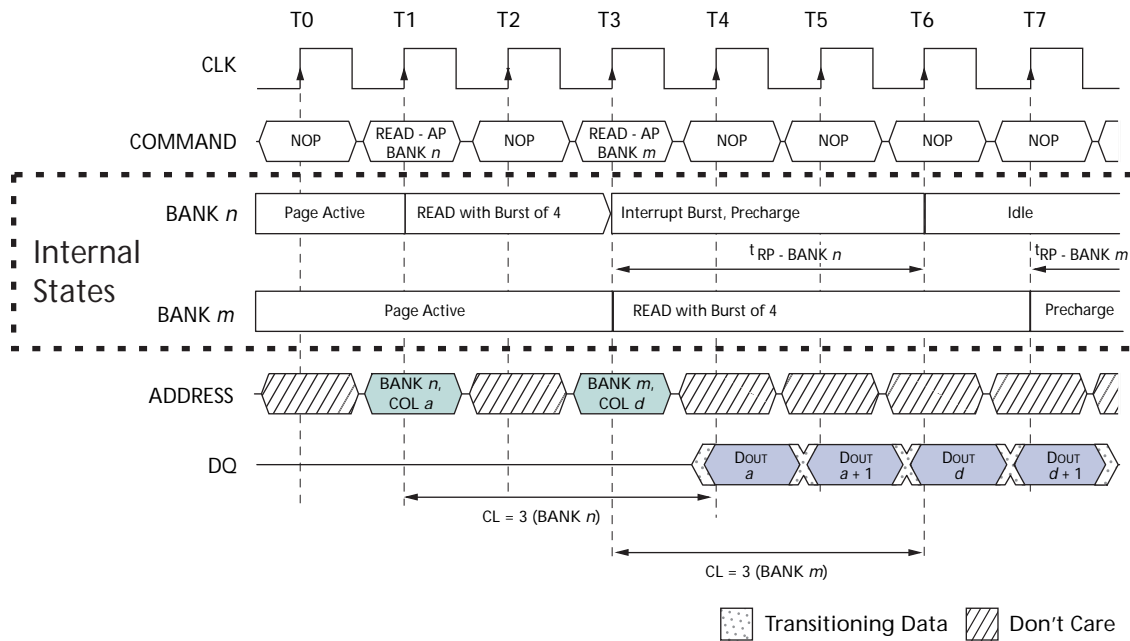 T0 T1 T2 T3 T4 T5 T6 T7
CLK
COMMAND NOP READ - AP BANK n NOP READ - AP BANK m NOP NOP NOP NOP
Internal States
BANK n Page Active READ with Burst of 4 Interrupt Burst, Precharge Idle
tRP - BANK n tRP - BANK m
BANK m Page Active READ with Burst of 4 Precharge
ADDRESS BANK n, COL a BANK m, COL d
DQ DOUT a DOUT a + 1 DOUT d DOUT d + 1
CL = 3 (BANK n)
CL = 3 (BANK m)
Transitioning Data Don't Care